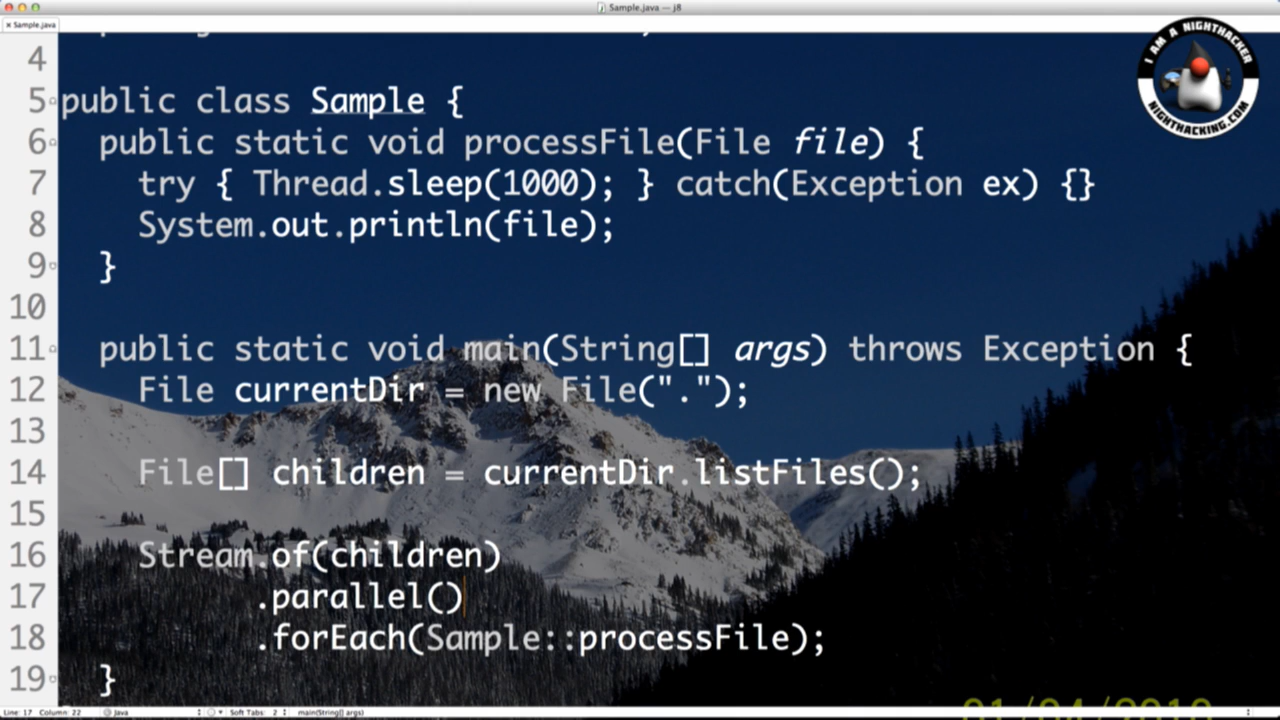 Sample.java — j8
× Sample.java
4
5 public class Sample {
6 public static void processFile(File file) {
7 try { Thread.sleep(1000); } catch(Exception ex) {}
8 System.out.println(file);
9 }
10
11 public static void main(String[] args) throws Exception {
12 File currentDir = new File(".");
13
14 File[] children = currentDir.listFiles();
15
16 Stream.of(children)
17 .parallel()
18 .forEach(Sample::processFile);
19 }
I AM A NIGHTHACKER
NIGHTHACKING.COM
Line: 17 Column: 22 Java Soft Tabs: 2 main(String[] args)